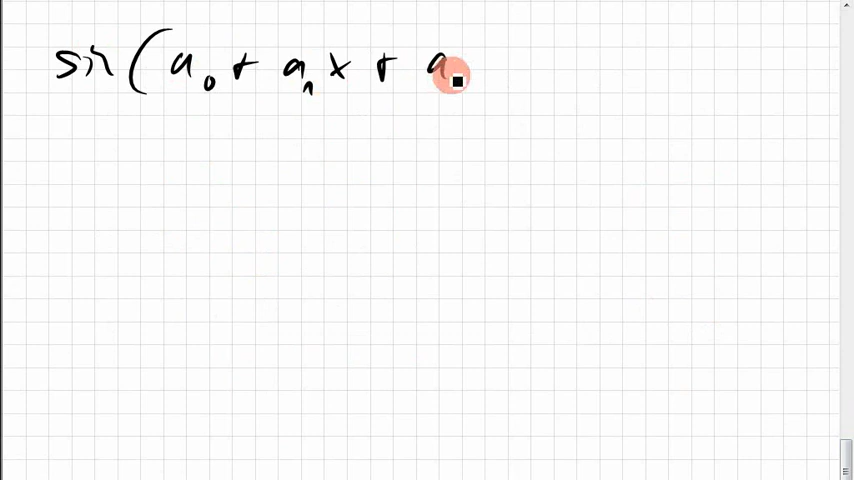 sin(a₀ + a₁x + a